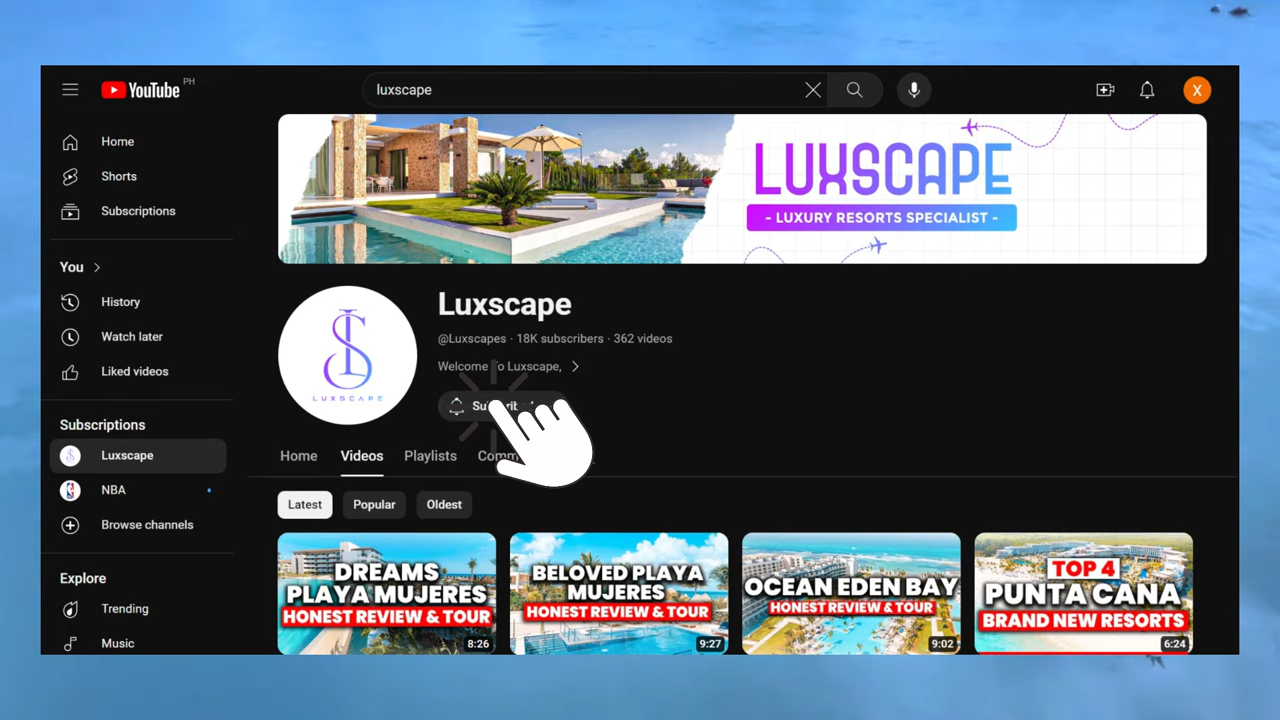 YouTube PH
luxscape
X
Home
Shorts
Subscriptions
You
History
Watch later
Liked videos
Subscriptions
Luxscape
NBA
Browse channels
Explore
Trending
Music
LUXSCAPE
- LUXURY RESORTS SPECIALIST -
LUXSCAPE
Luxscape
@Luxscapes · 18K subscribers · 362 videos
Welcome to Luxscape,
Home
Videos
Playlists
Latest
Popular
Oldest
DREAMS
PLAYA MUJERES
HONEST REVIEW & TOUR
8:26
BELOVED PLAYA
MUJERES
HONEST REVIEW & TOUR
9:27
OCEAN EDEN BAY
HONEST REVIEW & TOUR
9:02
TOP 4
PUNTA CANA
BRAND NEW RESORTS
6:24